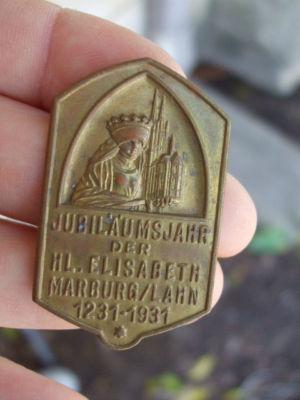 JUBILÄUMSJAHR
DER
HL. ELISABETH
MARBURG/LAHN
1231-1931